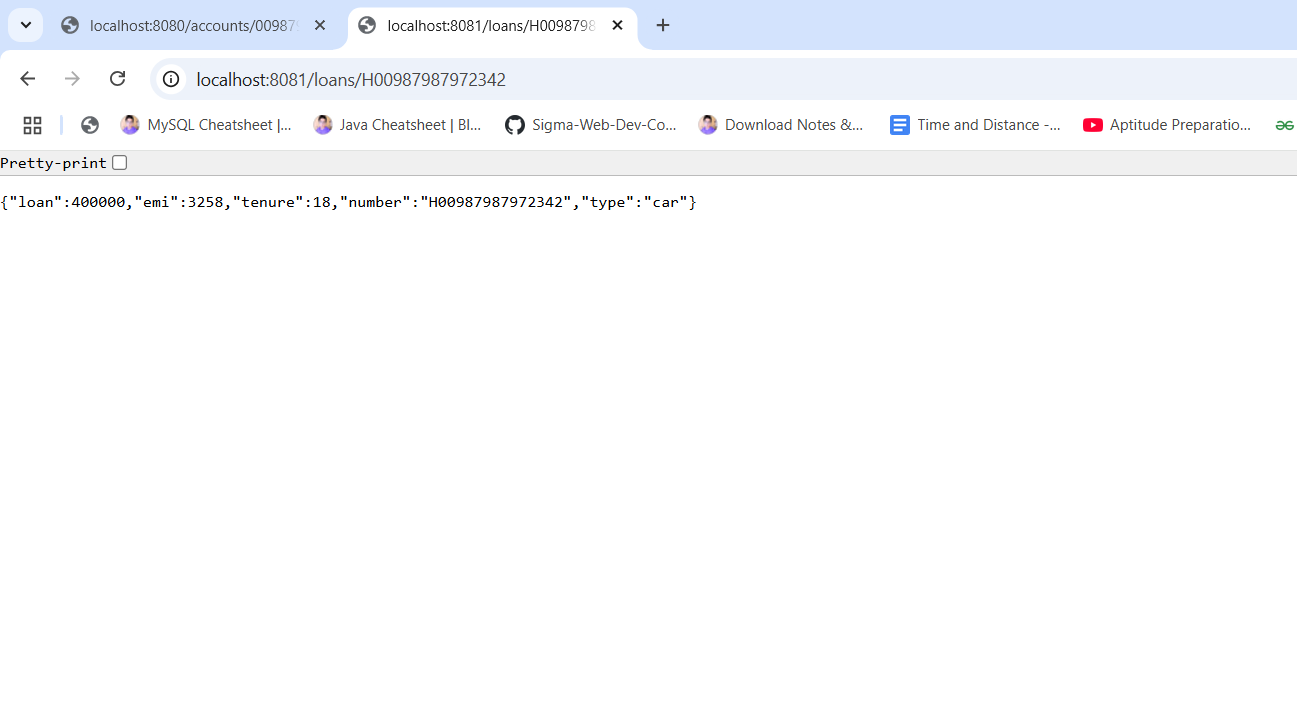 localhost:8080/accounts/00987 localhost:8081/loans/H0098798
localhost:8081/loans/H00987987972342
MySQL Cheatsheet |... Java Cheatsheet | Bl... Sigma-Web-Dev-Co... Download Notes &... Time and Distance -... Aptitude Preparatio...
Pretty-print
{"loan":400000,"emi":3258,"tenure":18,"number":"H00987987972342","type":"car"}